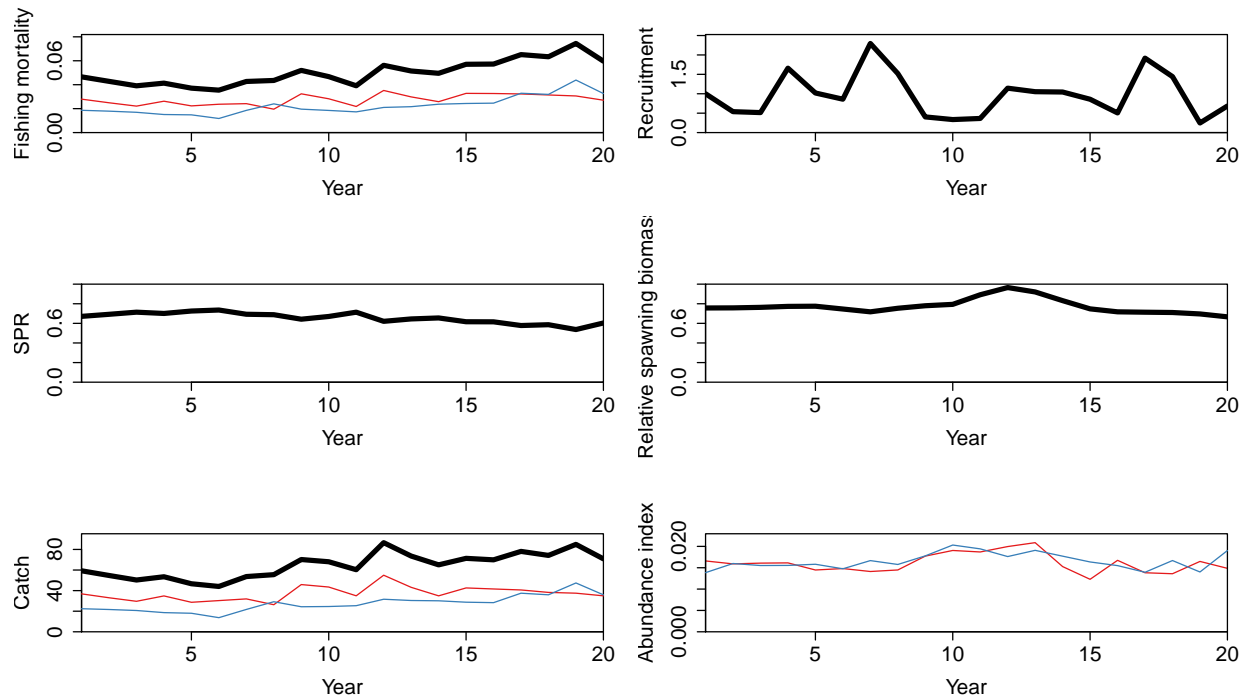 Fishing mortality
0.00 0.06
5 10 15 20
Year
Recruitment
0.0 1.5
5 10 15 20
Year
SPR
0.0 0.6
5 10 15 20
Year
Relative spawning biomass
0.0 0.6
5 10 15 20
Year
Catch
0 40 80
5 10 15 20
Year
Abundance index
0.000 0.020
5 10 15 20
Year